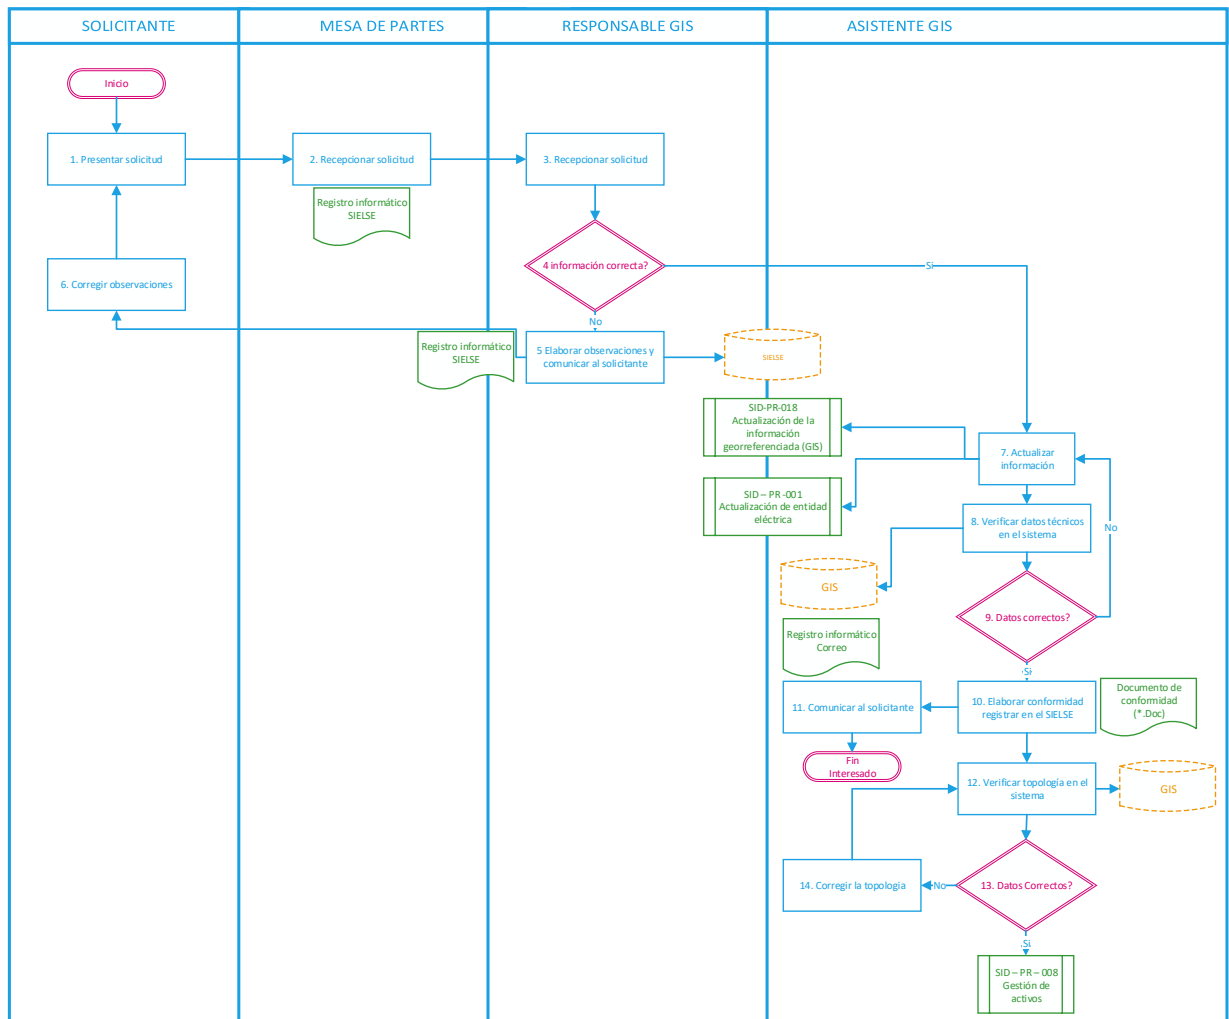 SOLICITANTE
MESA DE PARTES
RESPONSABLE GIS
ASISTENTE GIS
Inicio
1. Presentar solicitud
2. Recepcionar solicitud
3. Recepcionar solicitud
Registro informático
SIELSE
4 información correcta?
Si
6. Corregir observaciones
No
Registro informático
SIELSE
5 Elaborar observaciones y
comunicar al solicitante
SIELSE
SID-PR-018
Actualización de la
información
georreferenciada (GIS)
7. Actualizar
información
SID – PR -001
Actualización de entidad
eléctrica
8. Verificar datos técnicos
en el sistema
No
GIS
9. Datos correctos?
Registro informático
Correo
Si
11. Comunicar al solicitante
10. Elaborar conformidad
registrar en el SIELSE
Documento de
conformidad
(*.Doc)
Fin
Interesado
12. Verificar topología en el
sistema
GIS
14. Corregir la topologia
No
13. Datos Correctos?
Si
SID – PR – 008
Gestión de
activos